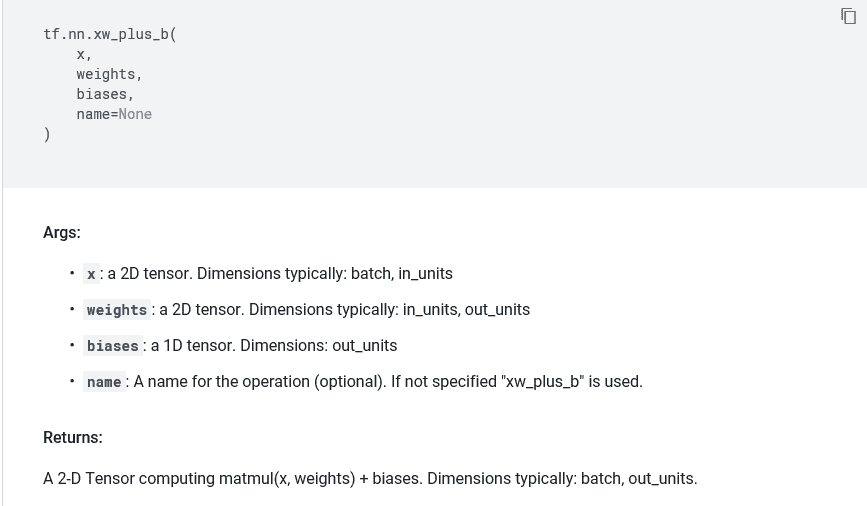 tf.nn.xw_plus_b(
x,
weights,
biases,
name=None
)
Args:
• x: a 2D tensor. Dimensions typically: batch, in_units
• weights: a 2D tensor. Dimensions typically: in_units, out_units
• biases: a 1D tensor. Dimensions: out_units
• name: A name for the operation (optional). If not specified "xw_plus_b" is used.
Returns:
A 2-D Tensor computing matmul(x, weights) + biases. Dimensions typically: batch, out_units.